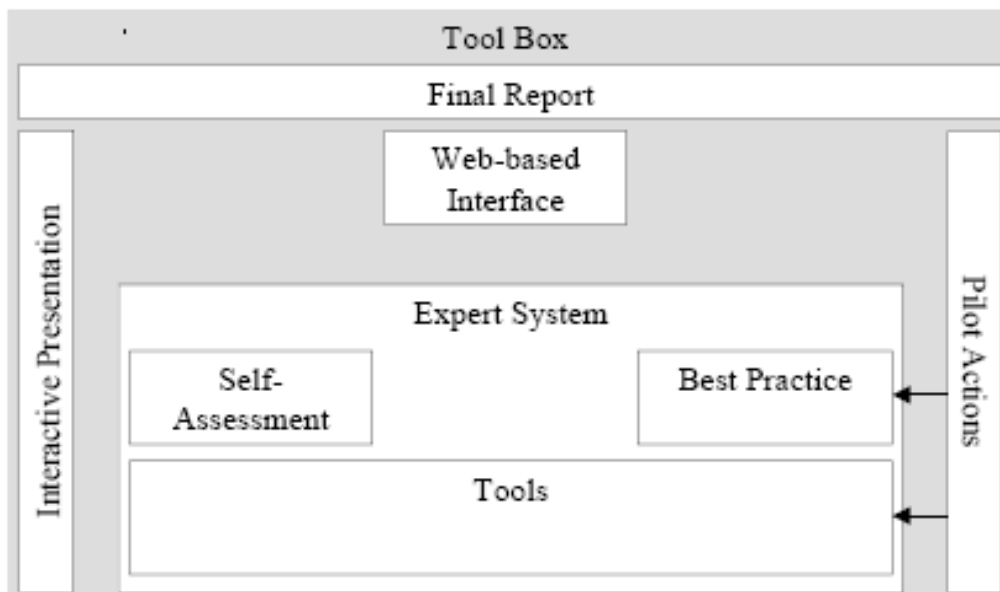 Tool Box
Final Report
Web-based
Interface
Interactive Presentation
Pilot Actions
Expert System
Self-
Assessment
Best Practice
Tools